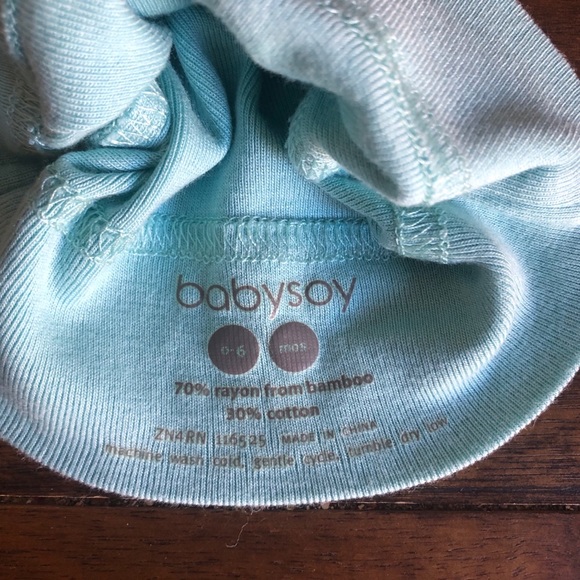 babysoy
0-6 mos
70% rayon from bamboo
30% cotton
ZN4RN 116525 MADE IN CHINA
machine wash cold, gentle cycle, tumble dry low